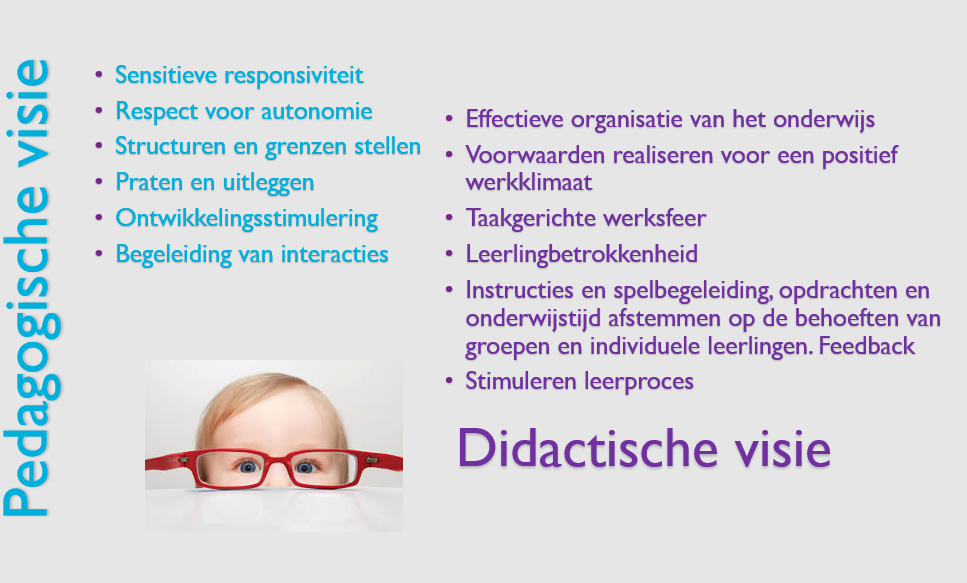 Pedagogische visie
• Sensitieve responsiviteit
• Respect voor autonomie
• Structuren en grenzen stellen
• Praten en uitleggen
• Ontwikkelingsstimulering
• Begeleiding van interacties
• Effectieve organisatie van het onderwijs
• Voorwaarden realiseren voor een positief
werkklimaat
• Taakgerichte werksfeer
• Leerlingbetrokkenheid
• Instructies en spelbegeleiding, opdrachten en
onderwijstijd afstemmen op de behoeften van
groepen en individuele leerlingen. Feedback
• Stimuleren leerproces
Didactische visie